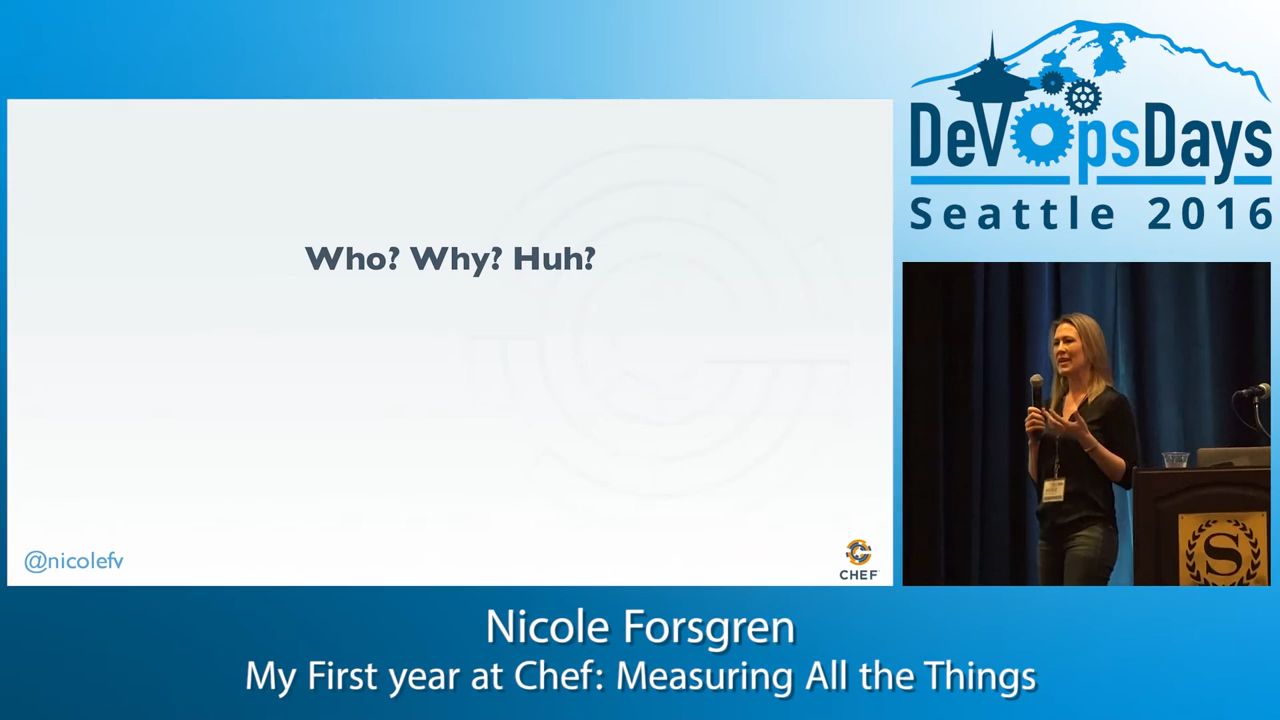 DevOpsDays
Seattle 2016
Who? Why? Huh?
@nicolefv
CHEF
S
Nicole Forsgren
My First year at Chef: Measuring All the Things